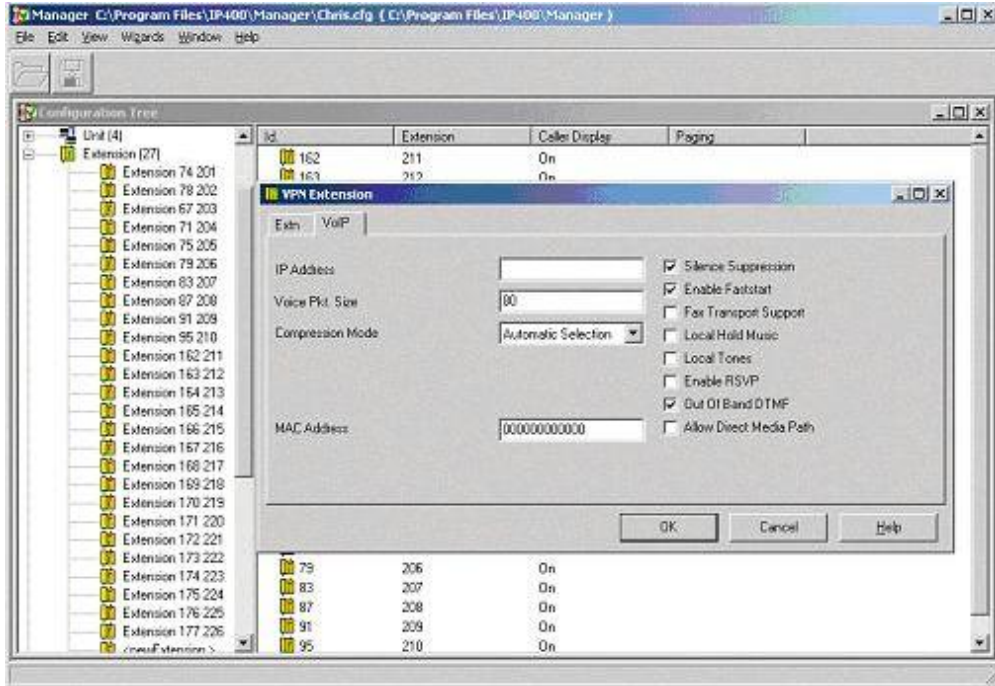 Manager C:\Program Files\IP400\Manager\Chris.cfg ( C:\Program Files\IP400\Manager )
File Edit View Wizards Window Help
Configuration Tree
Unit (4)
Extension (27)
Extension 74 201
Extension 78 202
Extension 67 203
Extension 71 204
Extension 75 205
Extension 79 206
Extension 83 207
Extension 87 208
Extension 91 209
Extension 95 210
Extension 162 211
Extension 163 212
Extension 164 213
Extension 165 214
Extension 166 215
Extension 167 216
Extension 168 217
Extension 169 218
Extension 170 219
Extension 171 220
Extension 172 221
Extension 173 222
Extension 174 223
Extension 175 224
Extension 176 225
Extension 177 226
<newExtension>
Id Extension Caller Display Paging
162 211 On
163 212 On
VPN Extension
Extn VoIP
IP Address
Voice Pkt. Size 80
Compression Mode Automatic Selection
MAC Address 000000000000
Silence Suppression
Enable Faststart
Fax Transport Support
Local Hold Music
Local Tones
Enable RSVP
Out Of Band DTMF
Allow Direct Media Path
OK Cancel Help
79 206 On
83 207 On
87 208 On
91 209 On
95 210 On